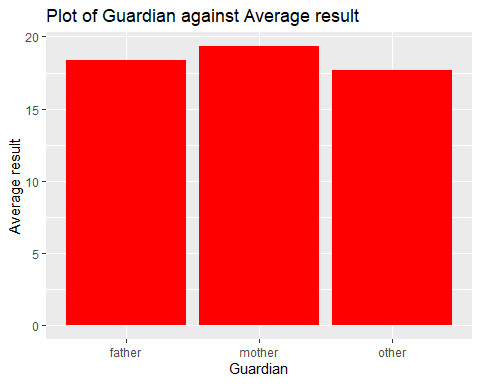 Plot of Guardian against Average result
Average result
20
15
10
5
0
father mother other
Guardian